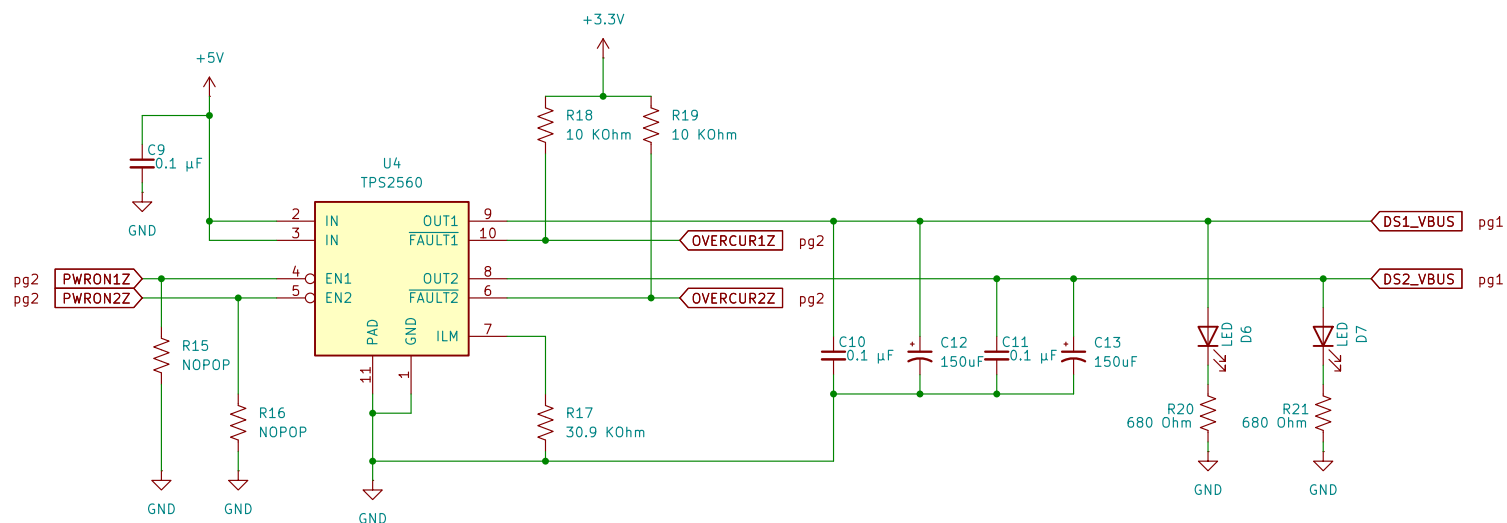 +3.3V
+5V
R18
10 KOhm
R19
10 KOhm
C9
0.1 µF
GND
U4
TPS2560
2
IN
OUT1
9
DS1_VBUS
pg1
3
IN
FAULT1
10
OVERCUR1Z
pg2
pg2
PWRON1Z
4
EN1
OUT2
8
DS2_VBUS
pg1
pg2
PWRON2Z
5
EN2
FAULT2
6
OVERCUR2Z
pg2
PAD
GND
ILM
7
11
1
R15
NOPOP
R16
NOPOP
R17
30.9 KOhm
C10
0.1 µF
C12
150uF
C11
0.1 µF
C13
150uF
LED
D6
LED
D7
R20
680 Ohm
R21
680 Ohm
GND
GND
GND
GND
GND